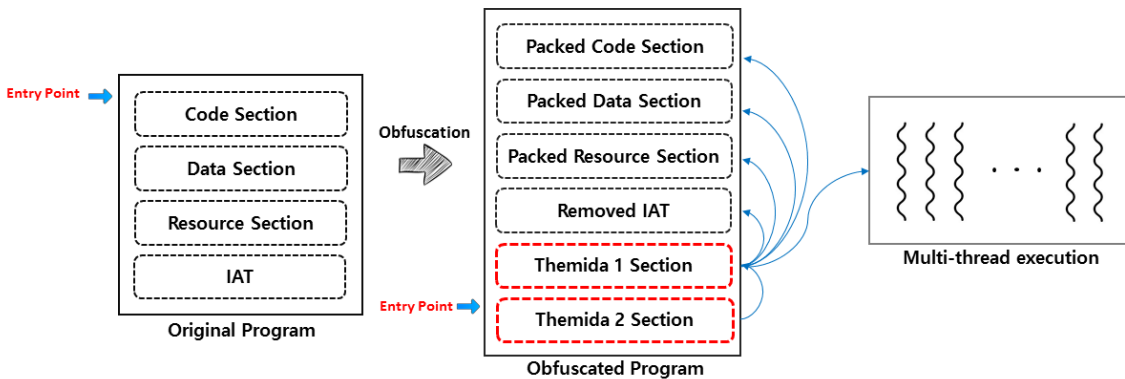 Entry Point
Code Section
Data Section
Resource Section
IAT
Original Program
Obfuscation
Packed Code Section
Packed Data Section
Packed Resource Section
Removed IAT
Themida 1 Section
Entry Point
Themida 2 Section
Obfuscated Program
Multi-thread execution